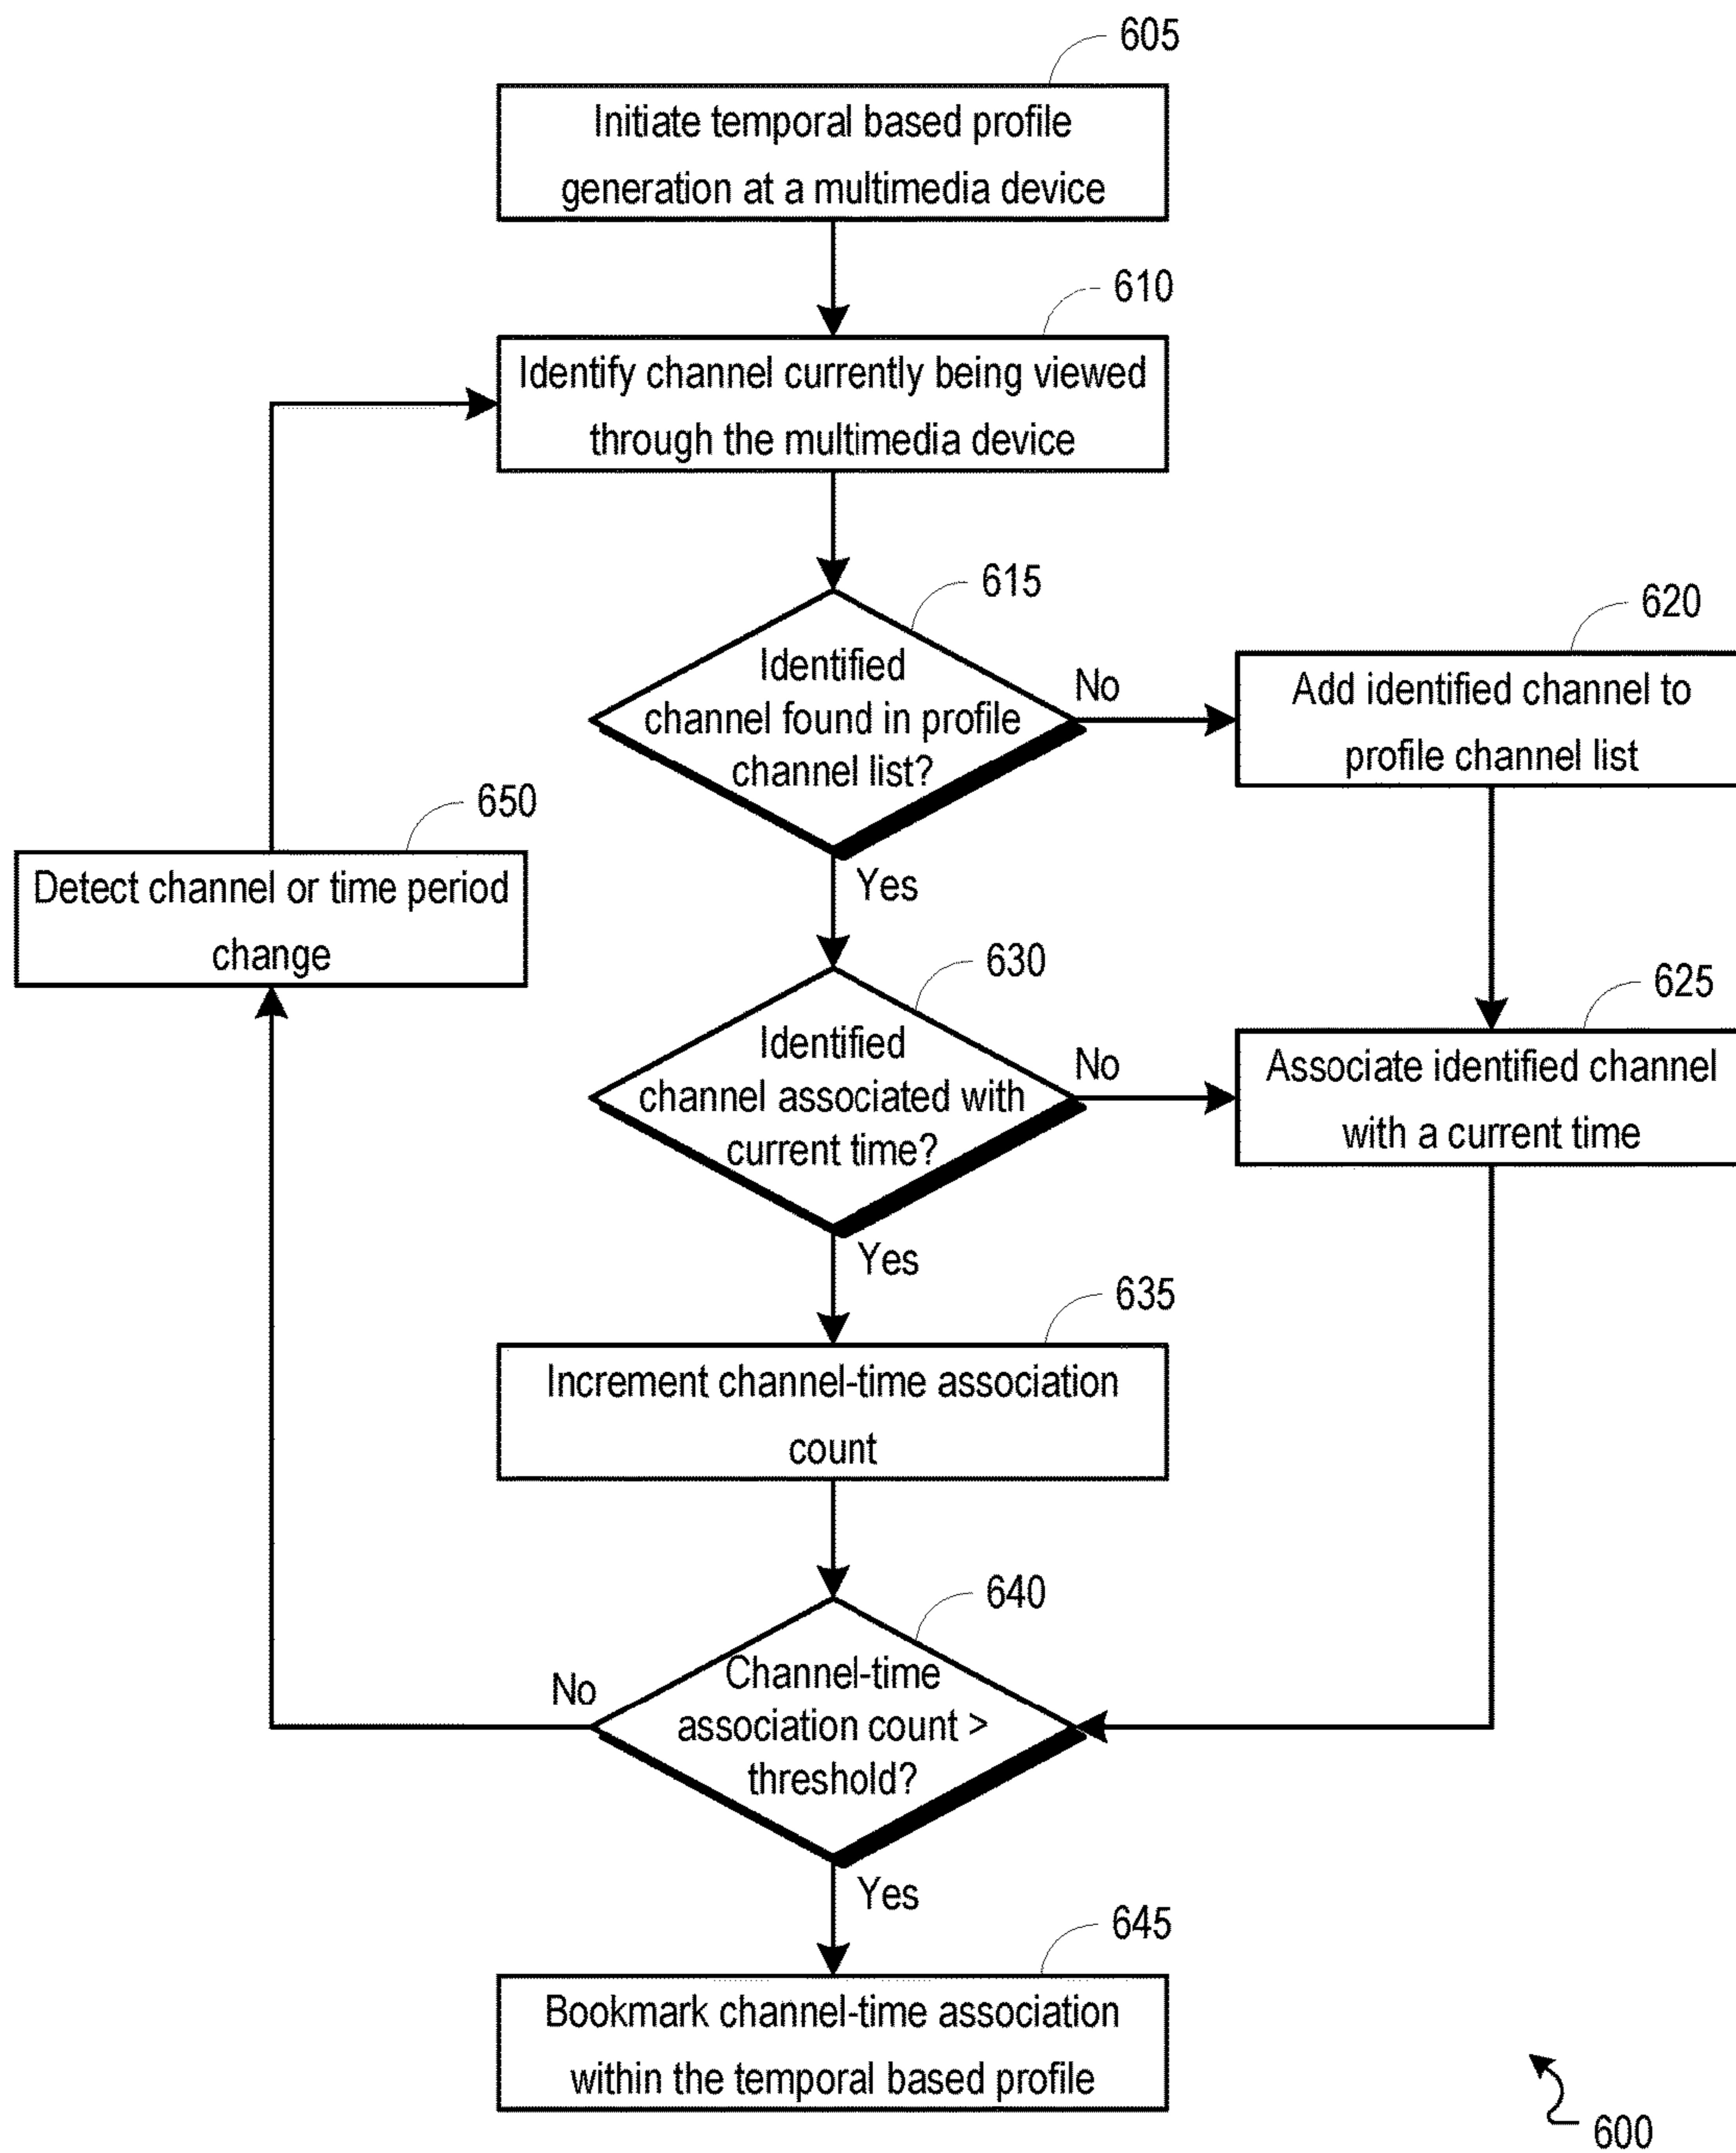 605
Initiate temporal based profile
generation at a multimedia device
610
Identify channel currently being viewed
through the multimedia device
615
Identified
channel found in profile
channel list?
No
Yes
620
Add identified channel to
profile channel list
650
Detect channel or time period
change
630
Identified
channel associated with
current time?
No
Yes
625
Associate identified channel
with a current time
635
Increment channel-time association
count
640
Channel-time
association count >
threshold?
No
Yes
645
Bookmark channel-time association
within the temporal based profile
600